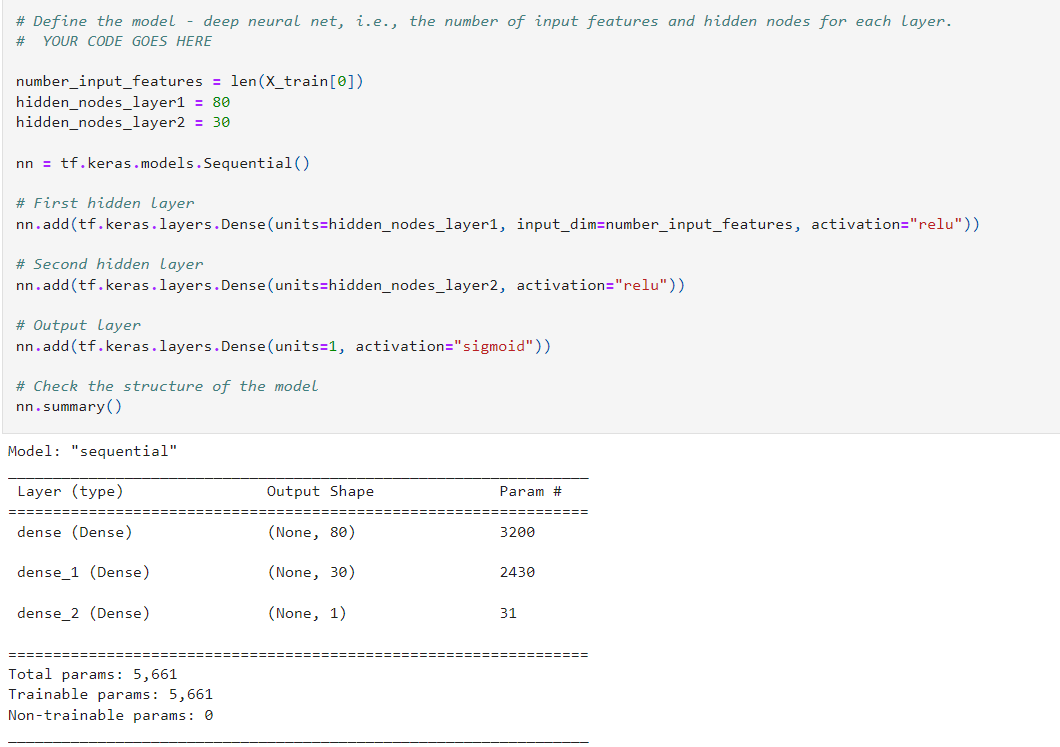 # Define the model - deep neural net, i.e., the number of input features and hidden nodes for each layer.
#  YOUR CODE GOES HERE
number_input_features = len(X_train[0])
hidden_nodes_layer1 = 80
hidden_nodes_layer2 = 30
nn = tf.keras.models.Sequential()
# First hidden layer
nn.add(tf.keras.layers.Dense(units=hidden_nodes_layer1, input_dim=number_input_features, activation="relu"))
# Second hidden layer
nn.add(tf.keras.layers.Dense(units=hidden_nodes_layer2, activation="relu"))
# Output layer
nn.add(tf.keras.layers.Dense(units=1, activation="sigmoid"))
# Check the structure of the model
nn.summary()
Model: "sequential"
_________________________________________________________________
Layer (type) Output Shape Param #
=================================================================
dense (Dense) (None, 80) 3200
dense_1 (Dense) (None, 30) 2430
dense_2 (Dense) (None, 1) 31
=================================================================
Total params: 5,661
Trainable params: 5,661
Non-trainable params: 0
_________________________________________________________________